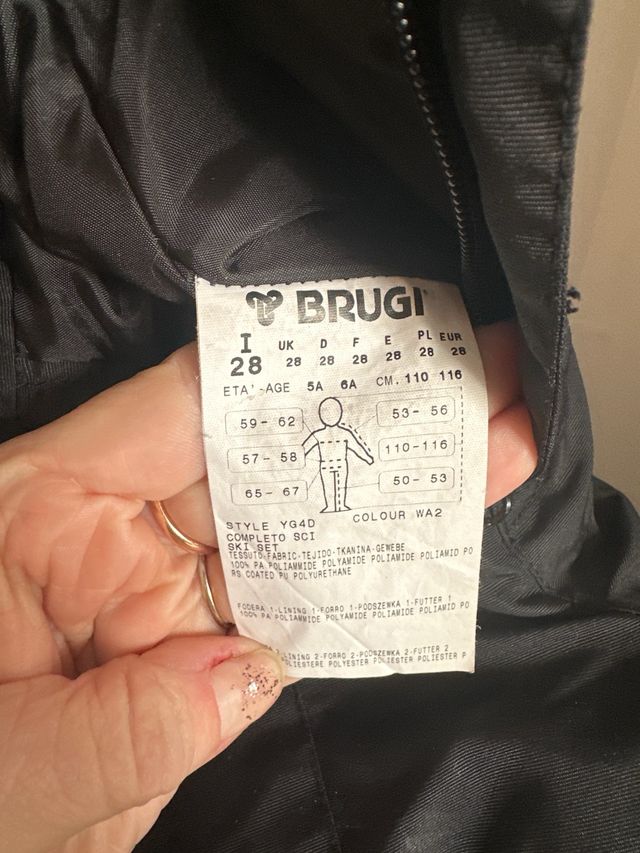 BRUGI
I UK D F E PL EUR
28 28 28 28 28 28 28
ETA'-AGE 5A 6A CM. 110 116
59- 62 53- 56
57- 58 110-116
65- 67 50- 53
STYLE YG4D COLOUR WA2
COMPLETO SCI
SKI SET
TESSUTO-FABRIC-TEJIDO-TKANINA-GEWEBE
100% PA POLIAMMIDE POLYAMIDE POLIAMIDE POLIAMID PO
RS COATED PU POLYURETHANE
FODERA 1-LINING 1-FORRO 1-PODSZEWKA 1-FUTTER 1
100% PA POLIAMMIDE POLYAMIDE POLIAMIDE POLIAMID PO
2-LINING 2-FORRO 2-PODSZEWKA 2-FUTTER 2
LIESTERE POLYESTER POLIESTER POLIESTER P